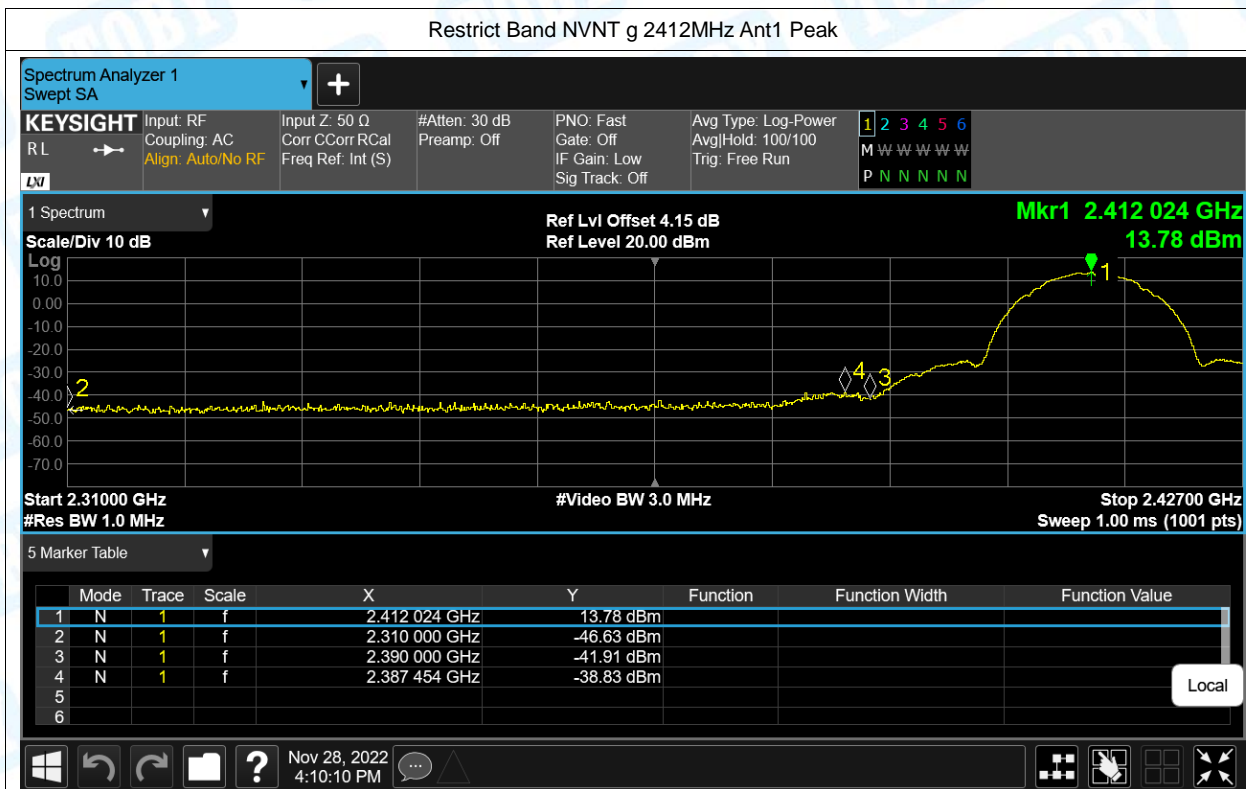 Restrict Band NVNT g 2412MHz Ant1 Peak
Spectrum Analyzer 1
Swept SA
KEYSIGHT Input: RF Input Z: 50 Ω #Atten: 30 dB PNO: Fast Avg Type: Log-Power 1 2 3 4 5 6
RL Coupling: AC Corr CCorr RCal Preamp: Off Gate: Off Avg|Hold: 100/100 M W W W W W
Align: Auto/No RF Freq Ref: Int (S) IF Gain: Low Trig: Free Run
LXI Sig Track: Off P N N N N N
1 Spectrum Ref Lvl Offset 4.15 dB Mkr1 2.412 024 GHz
Scale/Div 10 dB Ref Level 20.00 dBm 13.78 dBm
Log
10.0 1
0.00
-10.0
-20.0
-30.0 2 4 3
-40.0
-50.0
-60.0
-70.0
Start 2.31000 GHz #Video BW 3.0 MHz Stop 2.42700 GHz
#Res BW 1.0 MHz Sweep 1.00 ms (1001 pts)
5 Marker Table
Mode Trace Scale X Y Function Function Width Function Value
1 N 1 f 2.412 024 GHz 13.78 dBm
2 N 1 f 2.310 000 GHz -46.63 dBm
3 N 1 f 2.390 000 GHz -41.91 dBm
4 N 1 f 2.387 454 GHz -38.83 dBm
5
6
Local
? Nov 28, 2022
4:10:10 PM